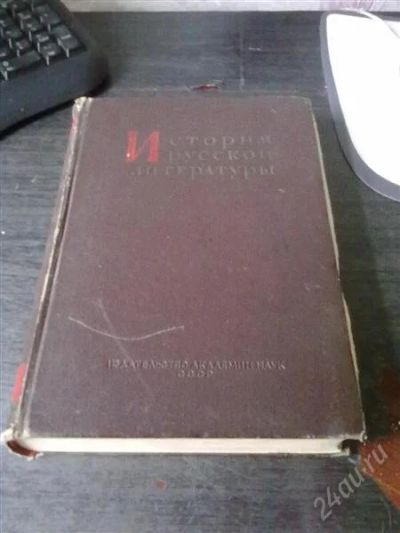 История
русской
литературы
ИЗДАТЕЛЬСТВО АКАДЕМИИ НАУК
СССР
24au.ru